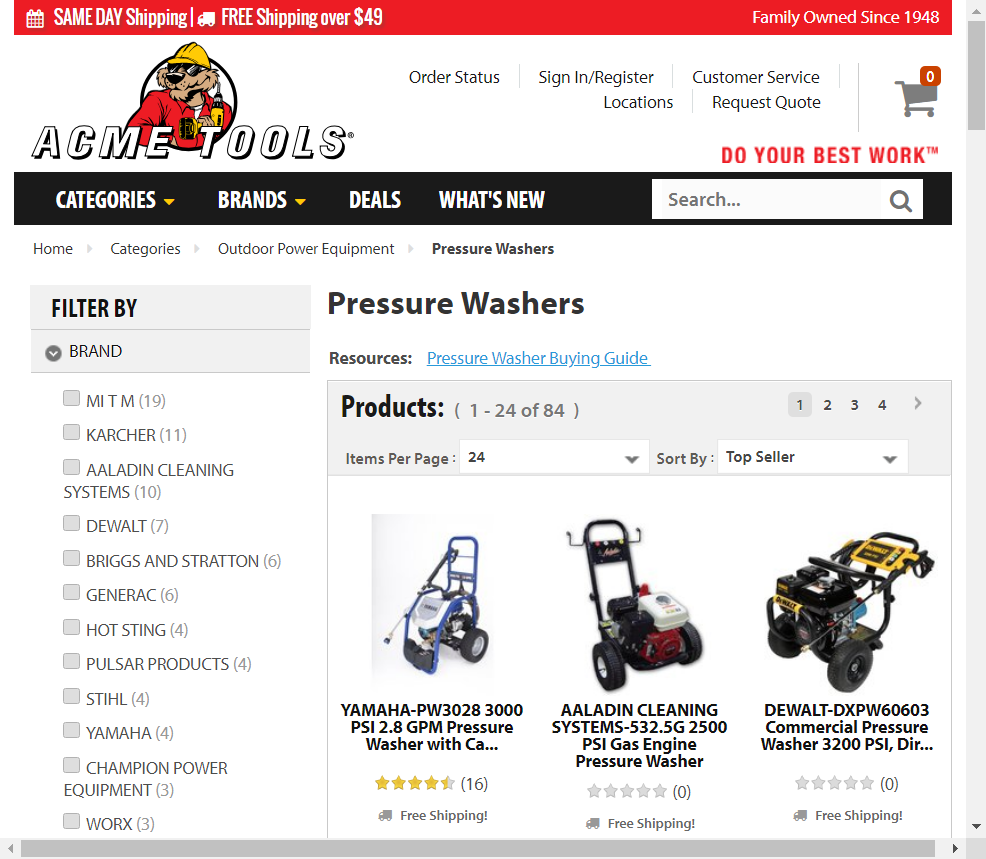 SAME DAY Shipping | FREE Shipping over $49
Family Owned Since 1948
Order Status
Sign In/Register
Customer Service
0
Locations
Request Quote
ACME TOOLS®
DO YOUR BEST WORK™
CATEGORIES
BRANDS
DEALS
WHAT'S NEW
Search...
Home
Categories
Outdoor Power Equipment
Pressure Washers
FILTER BY
BRAND
MI T M (19)
KARCHER (11)
AALADIN CLEANING
SYSTEMS (10)
DEWALT (7)
BRIGGS AND STRATTON (6)
GENERAC (6)
HOT STING (4)
PULSAR PRODUCTS (4)
STIHL (4)
YAMAHA (4)
CHAMPION POWER
EQUIPMENT (3)
WORX (3)
Pressure Washers
Resources: Pressure Washer Buying Guide
Products: ( 1 - 24 of 84 )
1 2 3 4
Items Per Page : 24
Sort By : Top Seller
YAMAHA-PW3028 3000
PSI 2.8 GPM Pressure
Washer with Ca...
(16)
Free Shipping!
AALADIN CLEANING
SYSTEMS-532.5G 2500
PSI Gas Engine
Pressure Washer
(0)
Free Shipping!
DEWALT
DEWALT
DEWALT-DXPW60603
Commercial Pressure
Washer 3200 PSI, Dir...
(0)
Free Shipping!